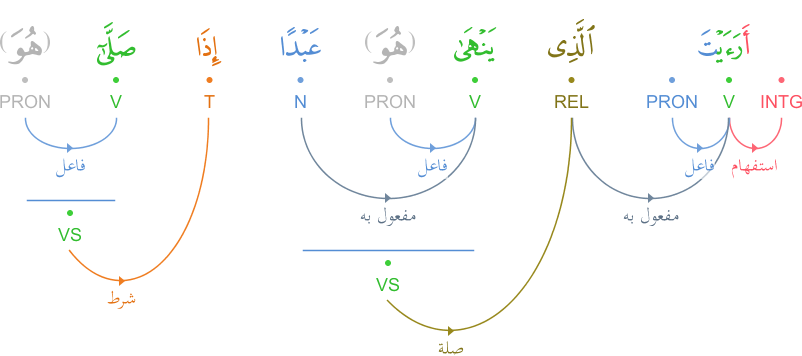 أَرَءَيْتَ ٱلَّذِى يَنْهَىٰ (هُوَ) عَبْدًا إِذَا صَلَّىٰٓ (هُوَ)
INTG V PRON REL V PRON N T V PRON
استفهام فاعل فاعل فاعل
مفعول به مفعول به
VS
VS
شرط
صلة